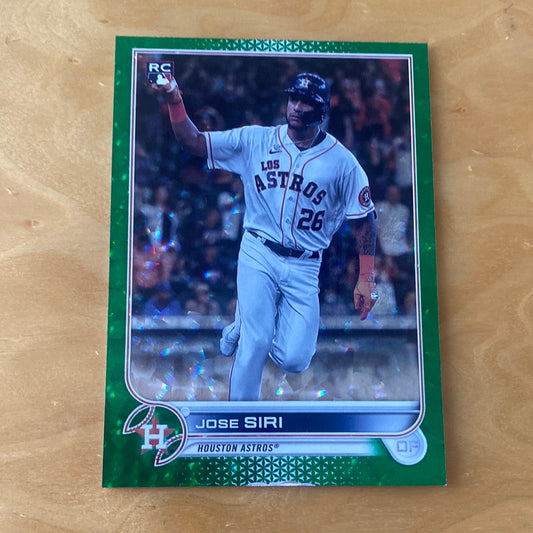 RC
LOS
ASTROS
26
H
JOSE SIRI
HOUSTON ASTROS®
OF